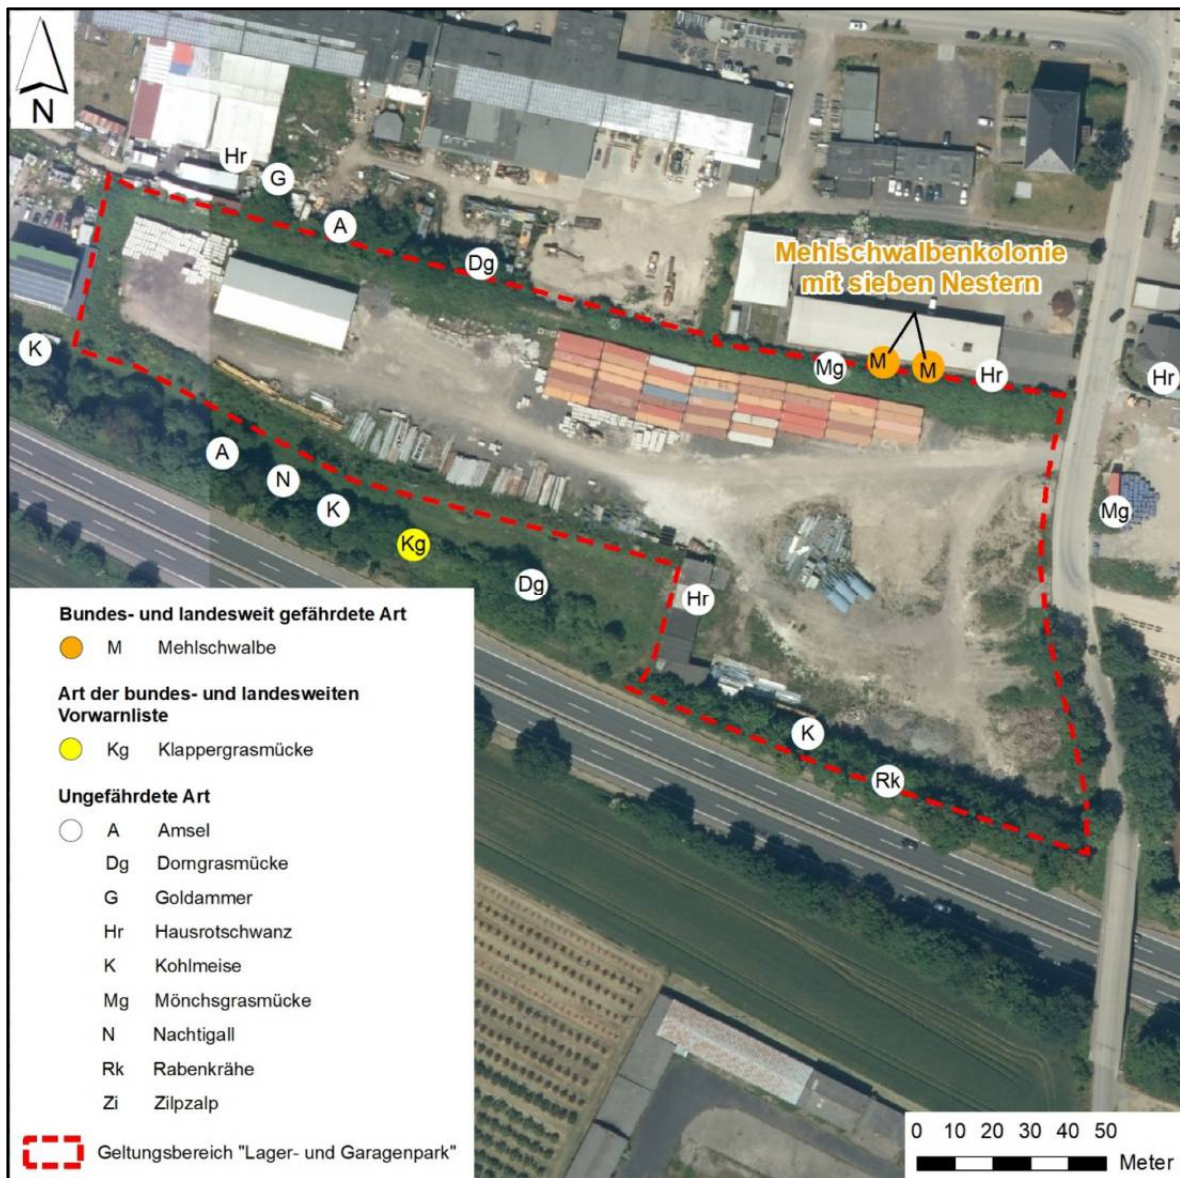 N
Hr
G
A
Dg
Mehlschwalbenkolonie
mit sieben Nestern
K
Mg
M
M
Hr
Hr
A
N
K
Mg
Kg
Dg
Hr
K
Rk
Bundes- und landesweit gefährdete Art
M Mehlschwalbe
Art der bundes- und landesweiten
Vorwarnliste
Kg Klappergrasmücke
Ungefährdete Art
A Amsel
Dg Dorngrasmücke
G Goldammer
Hr Hausrotschwanz
K Kohlmeise
Mg Mönchsgrasmücke
N Nachtigall
Rk Rabenkrähe
Zi Zilpzalp
Geltungsbereich "Lager- und Garagenpark"
0 10 20 30 40 50
Meter